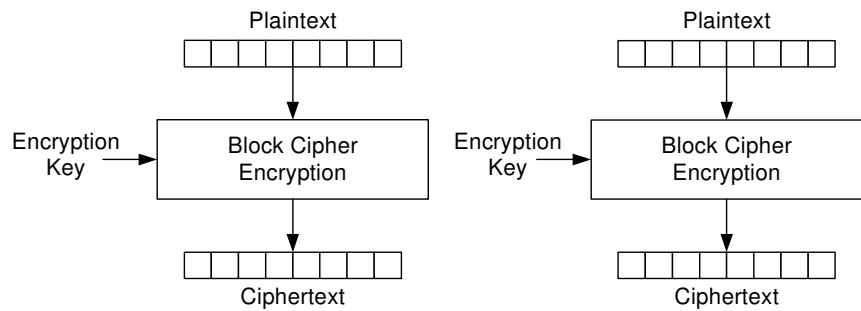 Plaintext
Encryption
Key
Block Cipher
Encryption
Ciphertext
Plaintext
Encryption
Key
Block Cipher
Encryption
Ciphertext